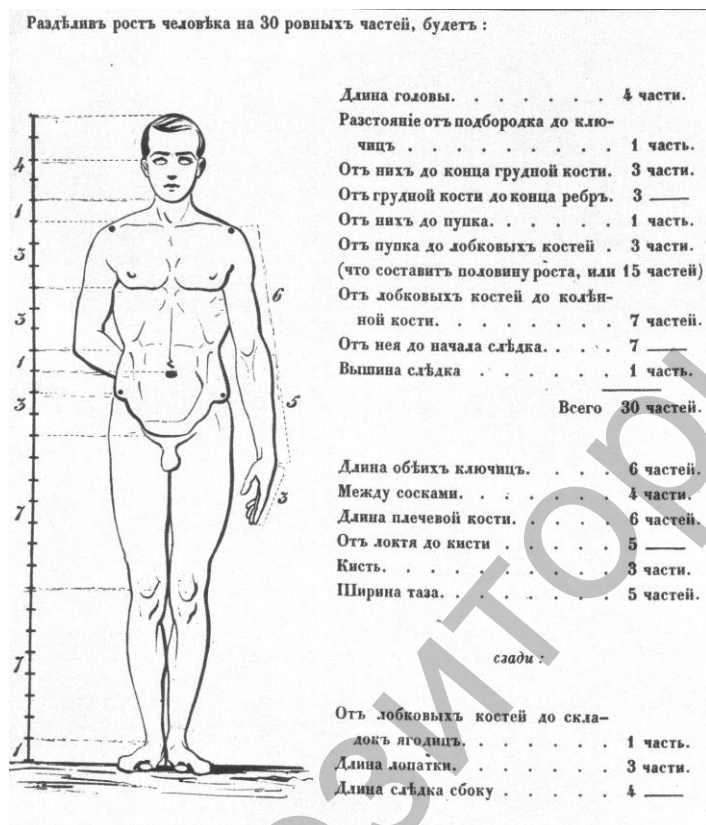 Раздѣливъ ростъ человѣка на 30 ровныхъ частей, будетъ :
Длина головы. . . . . . . 4 части.
Разстояніе отъ подбородка до клю-
чицъ . . . . . . . . . 1 часть.
Отъ нихъ до конца грудной кости. 3 части.
Отъ грудной кости до конца ребръ. 3 —
Отъ нихъ до пупка. . . . . . 1 часть.
Отъ пупка до лобковыхъ костей . 3 части.
(что составитъ половину роста, или 15 частей)
Отъ лобковыхъ костей до колѣн-
ной кости. . . . . . . . 7 частей.
Отъ нея до начала слѣдка. . . . 7 —
Вышина слѣдка . . . . . . 1 часть.
Всего 30 частей.
4
1
3
3
1
3
7
7
1
6
5
3
Длина обѣихъ ключицъ. . . . . 6 частей.
Между сосками. . . . . . . 4 части.
Длина плечевой кости. . . . . 6 частей.
Отъ локтя до кисти . . . . . 5 —
Кисть. . . . . . . . . . 3 части.
Ширина таза. . . . . . . . 5 частей.
сзади :
Отъ лобковыхъ костей до скла-
докъ ягодицъ. . . . . . . 1 часть.
Длина лопатки. . . . . . . 3 части.
Длина слѣдка сбоку . . . . . 4 —